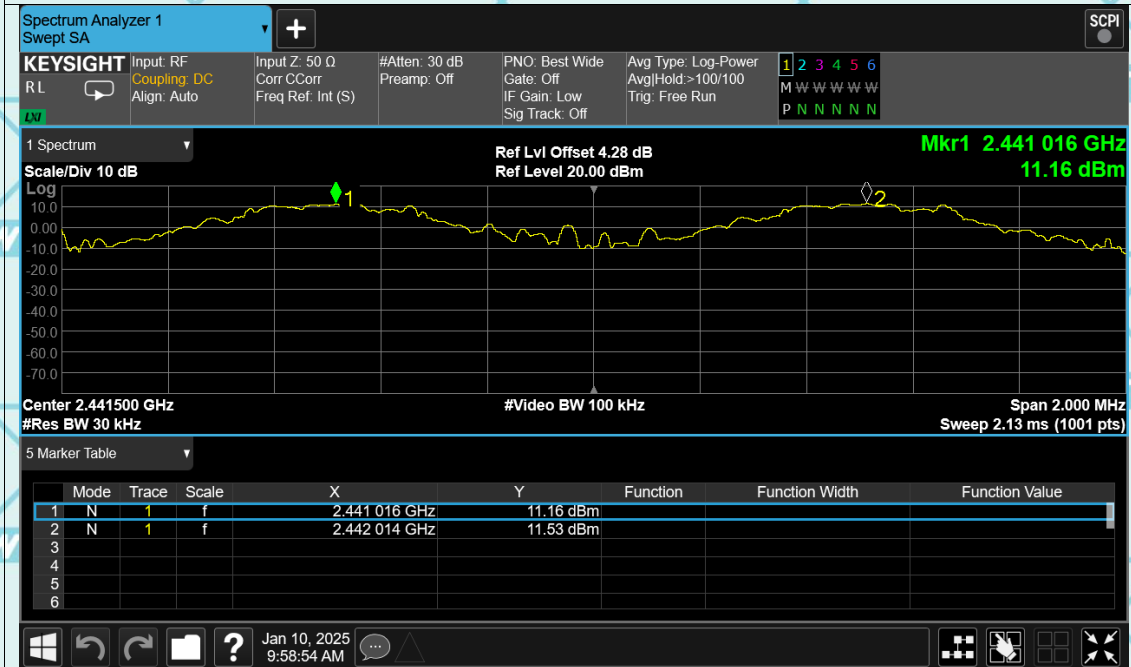 Spectrum Analyzer 1
Swept SA
+
SCPI
KEYSIGHT Input: RF Input Z: 50 Ω #Atten: 30 dB PNO: Best Wide Avg Type: Log-Power 1 2 3 4 5 6
R L Coupling: DC Corr CCorr Preamp: Off Gate: Off Avg|Hold:>100/100 M W W W W W W
Align: Auto Freq Ref: Int (S) IF Gain: Low Trig: Free Run
LXI Sig Track: Off P N N N N N
1 Spectrum Ref Lvl Offset 4.28 dB Mkr1 2.441 016 GHz
Scale/Div 10 dB Ref Level 20.00 dBm 11.16 dBm
Log
1 2
10.0
0.00
-10.0
-20.0
-30.0
-40.0
-50.0
-60.0
-70.0
Center 2.441500 GHz #Video BW 100 kHz Span 2.000 MHz
#Res BW 30 kHz Sweep 2.13 ms (1001 pts)
5 Marker Table
Mode Trace Scale X Y Function Function Width Function Value
1 N 1 f 2.441 016 GHz 11.16 dBm
2 N 1 f 2.442 014 GHz 11.53 dBm
3
4
5
6
? Jan 10, 2025
9:58:54 AM